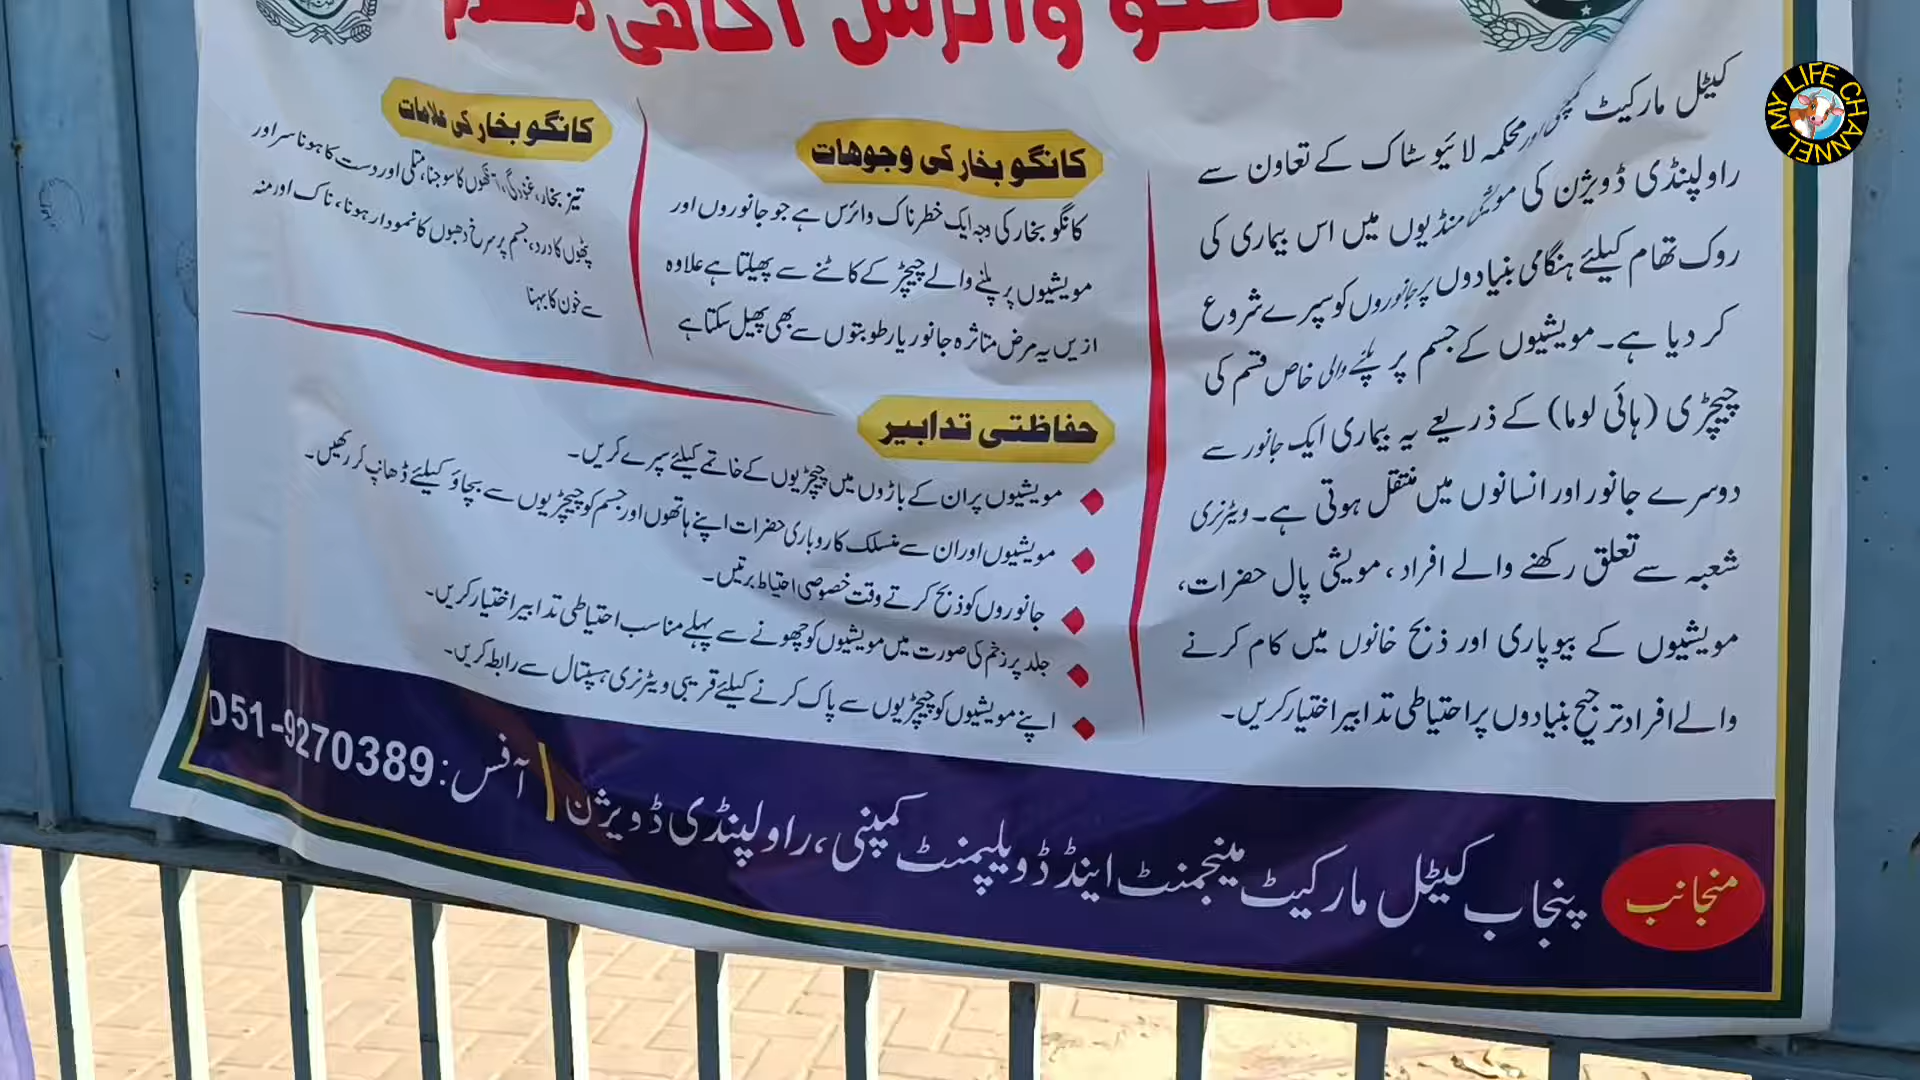 کانگو وائرس آگاہی مہم
کیٹل مارکیٹ کمپنی اور محکمہ لائیو سٹاک کے تعاون سے
راولپنڈی ڈویژن کی مویشی منڈیوں میں اس بیماری کی
روک تھام کیلئے ہنگامی بنیادوں پر جانوروں کو سپرے شروع
کر دیا ہے۔ مویشیوں کے جسم پر پلنے والی خاص قسم کی
چیچڑی (ہائی لوما) کے ذریعے یہ بیماری ایک جانور سے
دوسرے جانور اور انسانوں میں منتقل ہوتی ہے۔ ویٹرنری
شعبہ سے تعلق رکھنے والے افراد، مویشی پال حضرات،
مویشیوں کے بیوپاری اور ذبح خانوں میں کام کرنے
والے افراد ترجیح بنیادوں پر احتیاطی تدابیر اختیار کریں۔
کانگو بخار کی وجوہات
کانگو بخار کی وجہ ایک خطرناک وائرس ہے جو جانوروں اور
مویشیوں پر پلنے والے چیچڑ کے کاٹنے سے پھیلتا ہے علاوہ
ازیں یہ مرض متاثرہ جانور یا رطوبتوں سے بھی پھیل سکتا ہے
کانگو بخار کی علامات
تیز بخار، غنودگی، آنکھوں کا سوجنا، متلی اور دست کا ہونا سر اور
پٹھوں کا درد، جسم پر سرخ دھبوں کا نمودار ہونا، ناک اور منہ
سے خون کا بہنا
حفاظتی تدابیر
مویشیوں پر ان کے باڑوں میں چیچڑیوں کے خاتمے کیلئے سپرے کریں۔
مویشیوں اور ان سے منسلک کاروباری حضرات اپنے ہاتھوں اور جسم کو چیچڑیوں سے بچاؤ کیلئے ڈھانپ کر رکھیں۔
جانوروں کو ذبح کرتے وقت خصوصی احتیاط برتیں۔
جلد پر زخم کی صورت میں مویشیوں کو چھونے سے پہلے مناسب احتیاطی تدابیر اختیار کریں۔
اپنے مویشیوں کو چیچڑیوں سے پاک کرنے کیلئے قریبی ویٹرنری ہسپتال سے رابطہ کریں۔
منجانب
پنجاب کیٹل مارکیٹ مینجمنٹ اینڈ ڈویلپمنٹ کمپنی، راولپنڈی ڈویژن
آفس: 051-9270389
MY LIFE CHANNEL